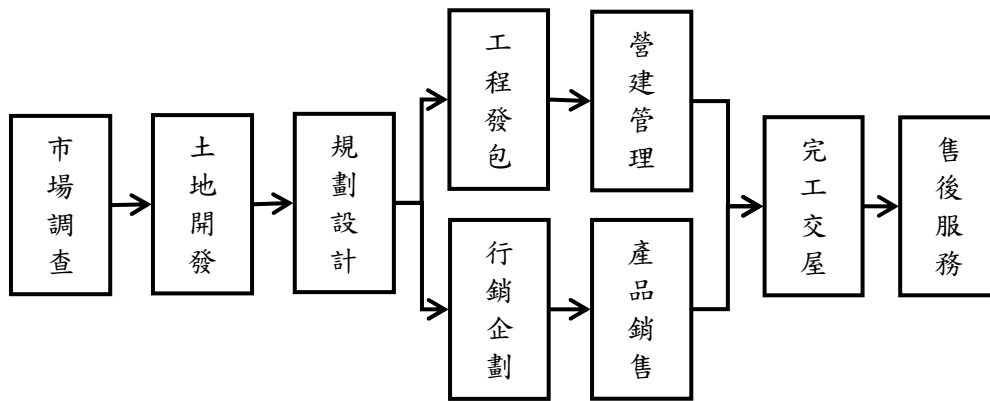 市場調查
土地開發
規劃設計
工程發包
營建管理
行銷企劃
產品銷售
完工交屋
售後服務